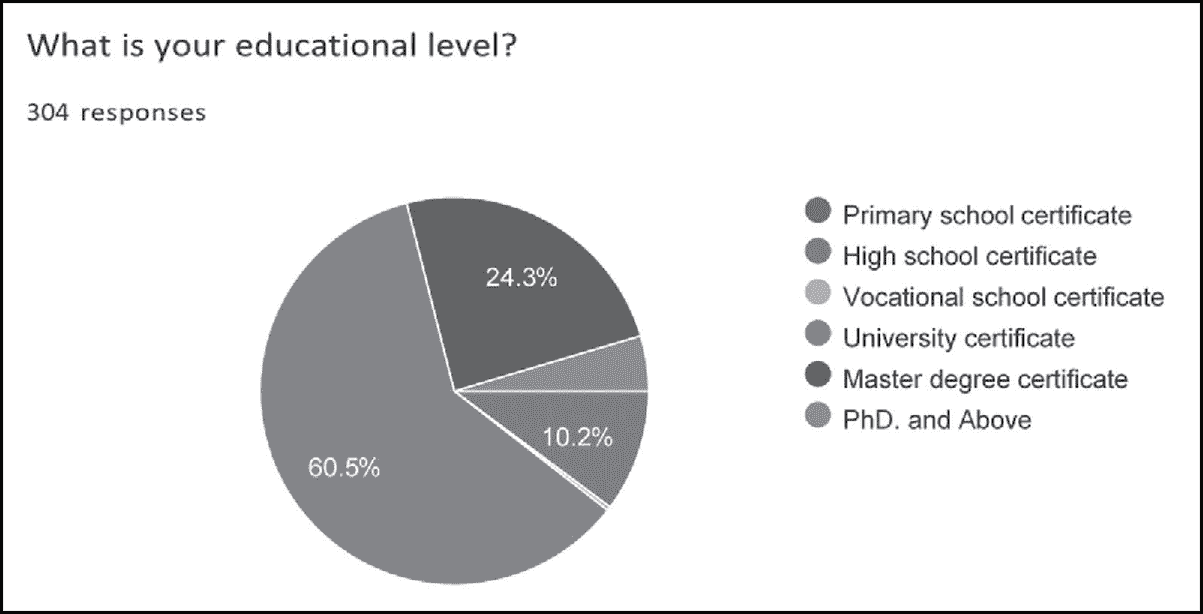 What is your educational level?
304 responses
24.3%
10.2%
60.5%
Primary school certificate
High school certificate
Vocational school certificate
University certificate
Master degree certificate
PhD. and Above